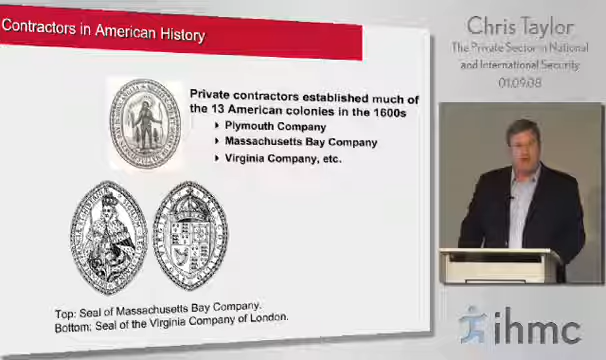 Contractors in American History
Private contractors established much of
the 13 American colonies in the 1600s
Plymouth Company
Massachusetts Bay Company
Virginia Company, etc.
Top: Seal of Massachusetts Bay Company.
Bottom: Seal of the Virginia Company of London.
Chris Taylor
The Private Sector in National
and International Security
01.09.08
ihmc